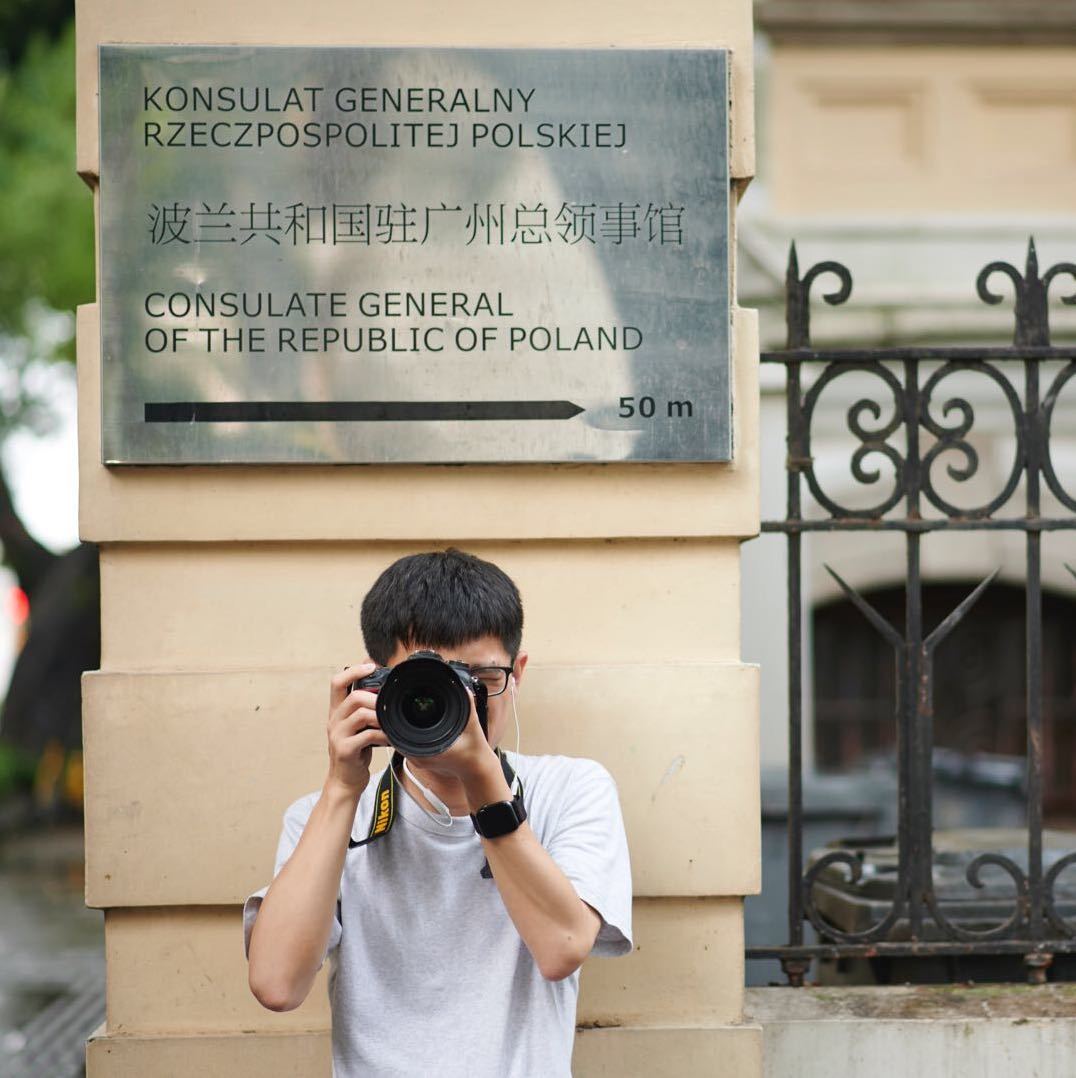 KONSULAT GENERALNY
RZECZPOSPOLITEJ POLSKIEJ
波兰共和国驻广州总领事馆
CONSULATE GENERAL
OF THE REPUBLIC OF POLAND
50 m
Nikon